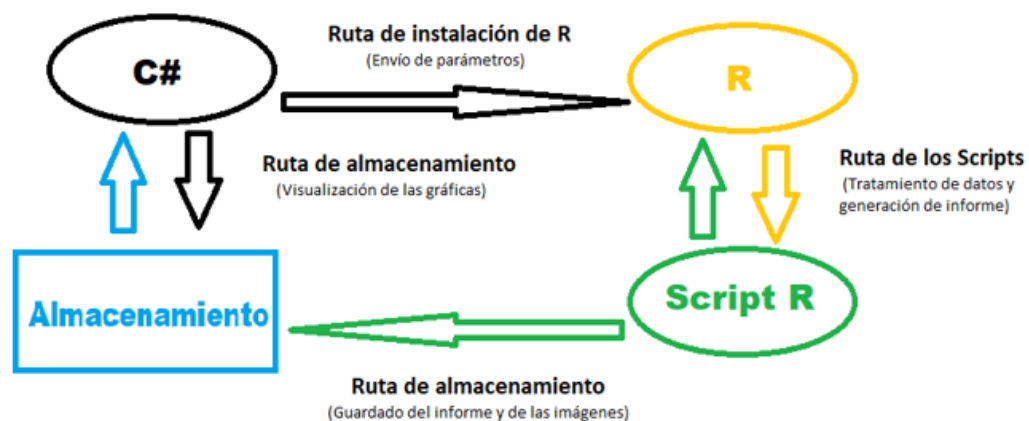 Ruta de instalación de R
(Envío de parámetros)
C#
R
Ruta de almacenamiento
(Visualización de las gráficas)
Ruta de los Scripts
(Tratamiento de datos y
generación de informe)
Almacenamiento
Script R
Ruta de almacenamiento
(Guardado del informe y de las imágenes)